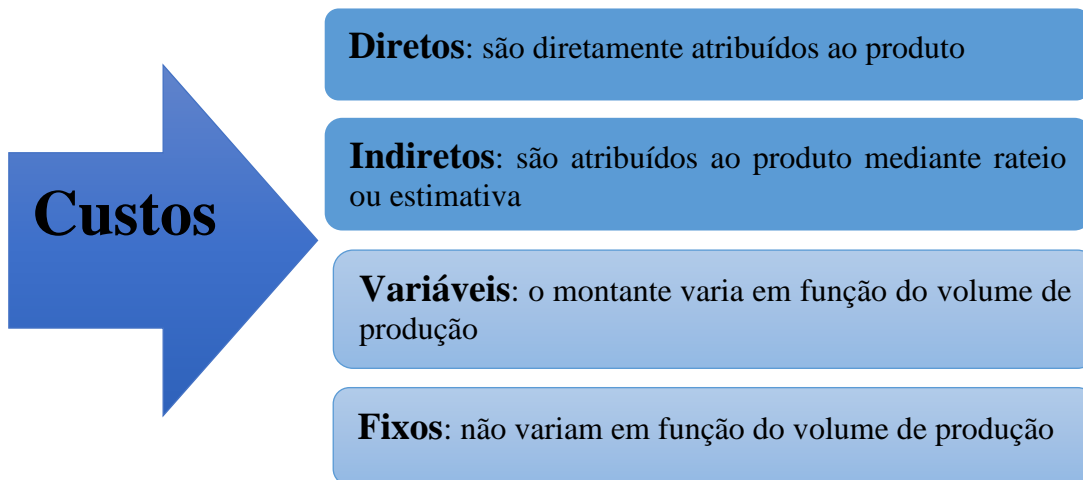 Custos
Diretos: são diretamente atribuídos ao produto
Indiretos: são atribuídos ao produto mediante rateio
ou estimativa
Variáveis: o montante varia em função do volume de
produção
Fixos: não variam em função do volume de produção